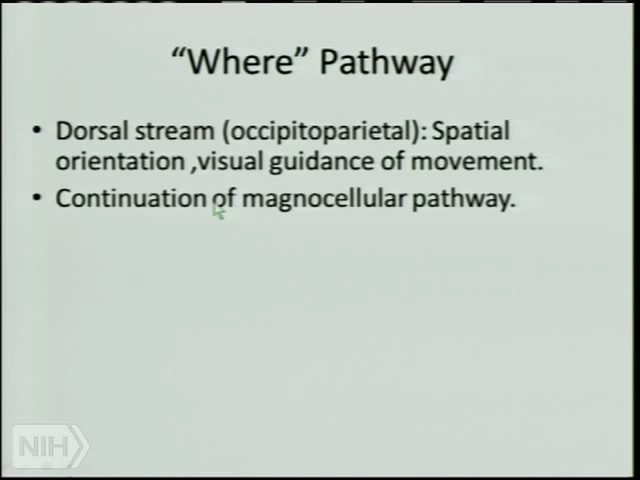 “Where” Pathway
• Dorsal stream (occipitoparietal): Spatial
orientation ,visual guidance of movement.
• Continuation of magnocellular pathway.
NIH